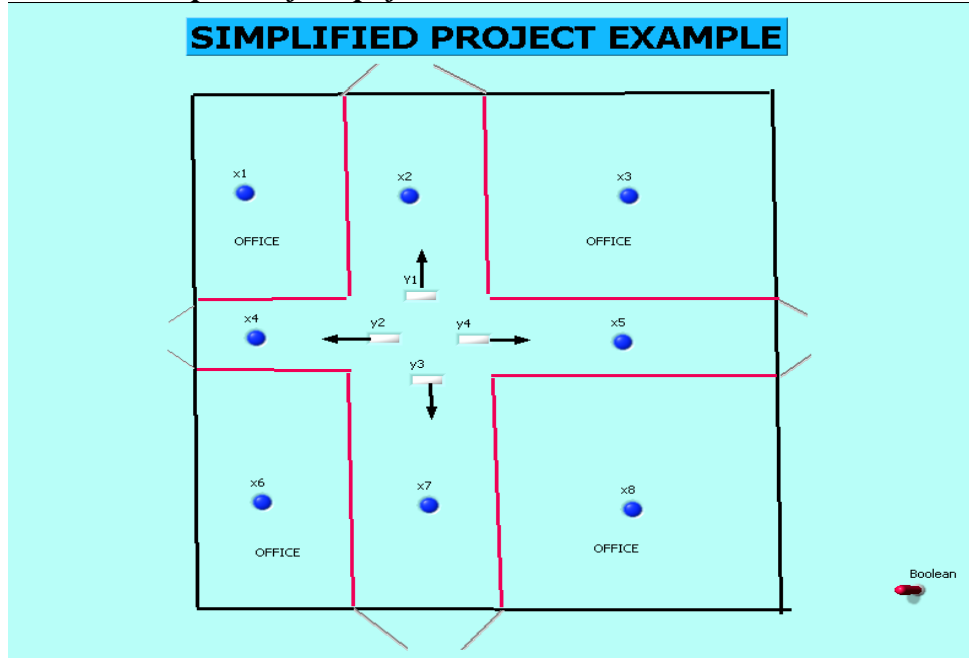 SIMPLIFIED PROJECT EXAMPLE
x1
x2
x3
OFFICE
OFFICE
Y1
x4
y2
y4
x5
y3
x6
x7
x8
OFFICE
OFFICE
Boolean